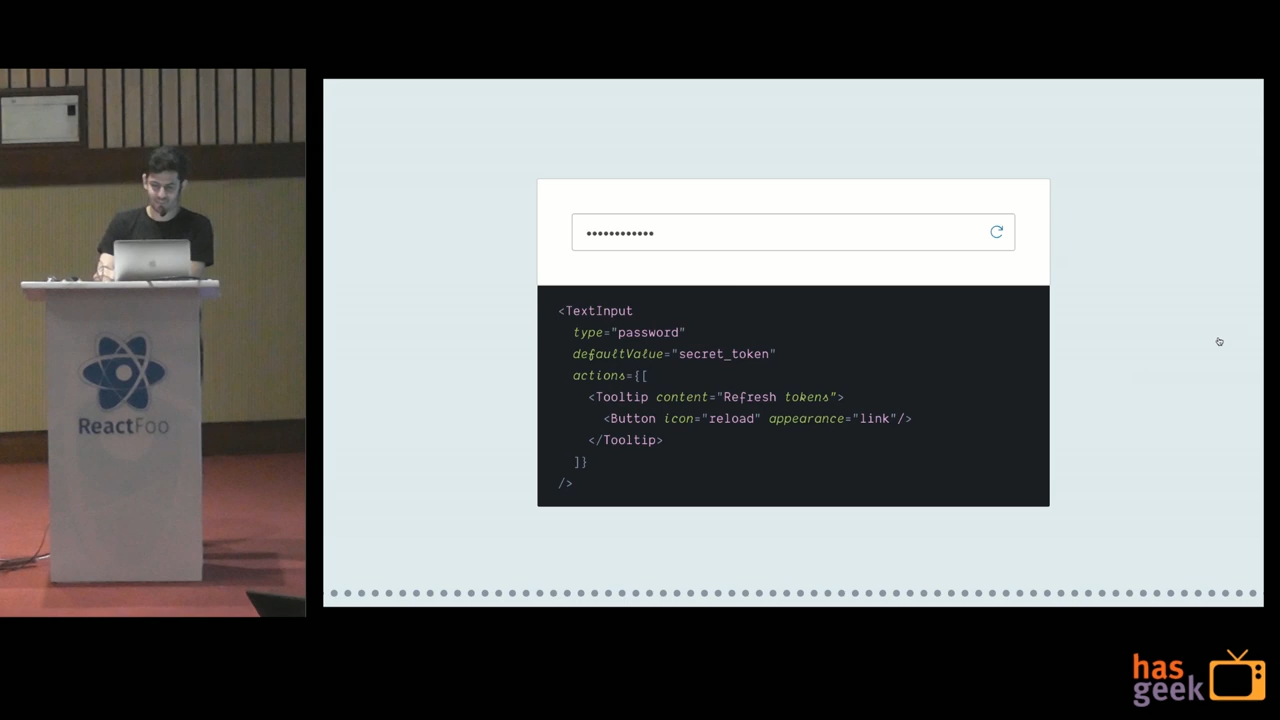 ReactFoo
••••••••••••
<TextInput
type="password"
defaultValue="secret_token"
actions={[
<Tooltip content="Refresh tokens">
<Button icon="reload" appearance="link"/>
</Tooltip>
]}
/>
has
geek